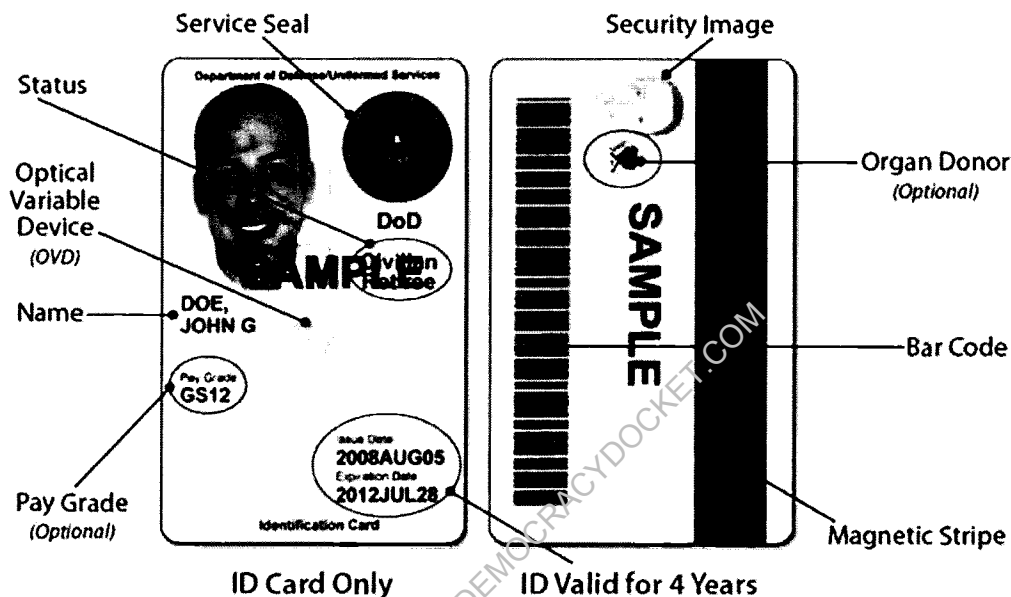 Service Seal
Security Image
Status
Department of Defense/Uniformed Services
Optical
Variable
Device
(OVD)
DoD
Civilian
Retiree
SAMPLE
Name
DOE,
JOHN G
Pay Grade
GS12
Issue Date
2008AUG05
Expiration Date
2012JUL28
Pay Grade
(Optional)
Identification Card
ID Card Only
Organ Donor
(Optional)
SAMPLE
Bar Code
Magnetic Stripe
ID Valid for 4 Years
DEMOCRACYDOCKET.COM